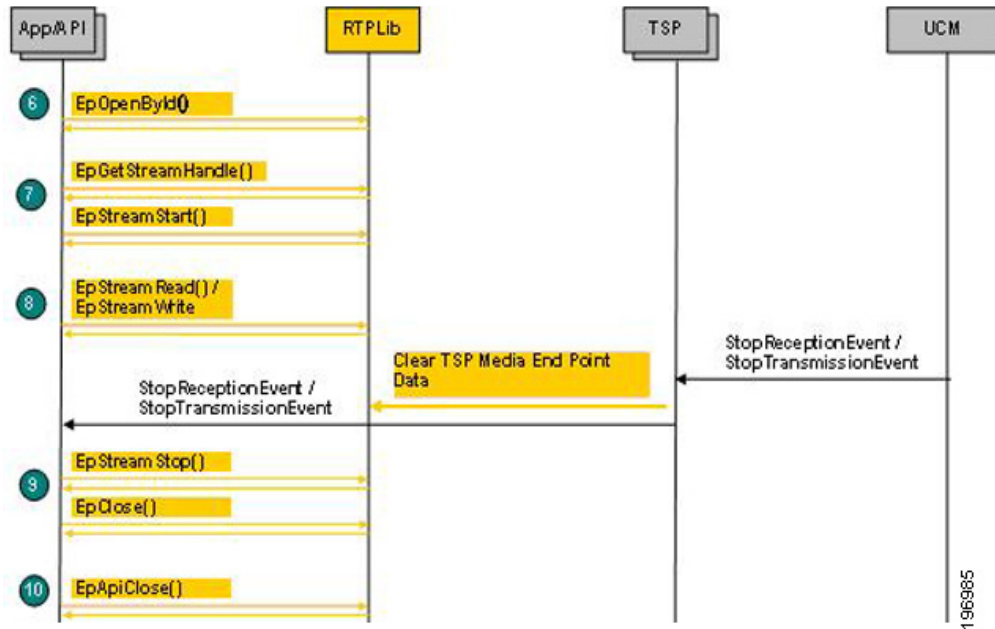 App/API
RTPLib
TSP
UCM
6
EpOpenById()
EpGetStreamHandle()
7
EpStreamStart()
8
EpStreamRead() /
EpStreamWrite
StopReceptionEvent /
StopTransmissionEvent
Clear TSP Media End Point
Data
StopReceptionEvent /
StopTransmissionEvent
EpStreamStop()
9
EpClose()
10
EpApiClose()
196985